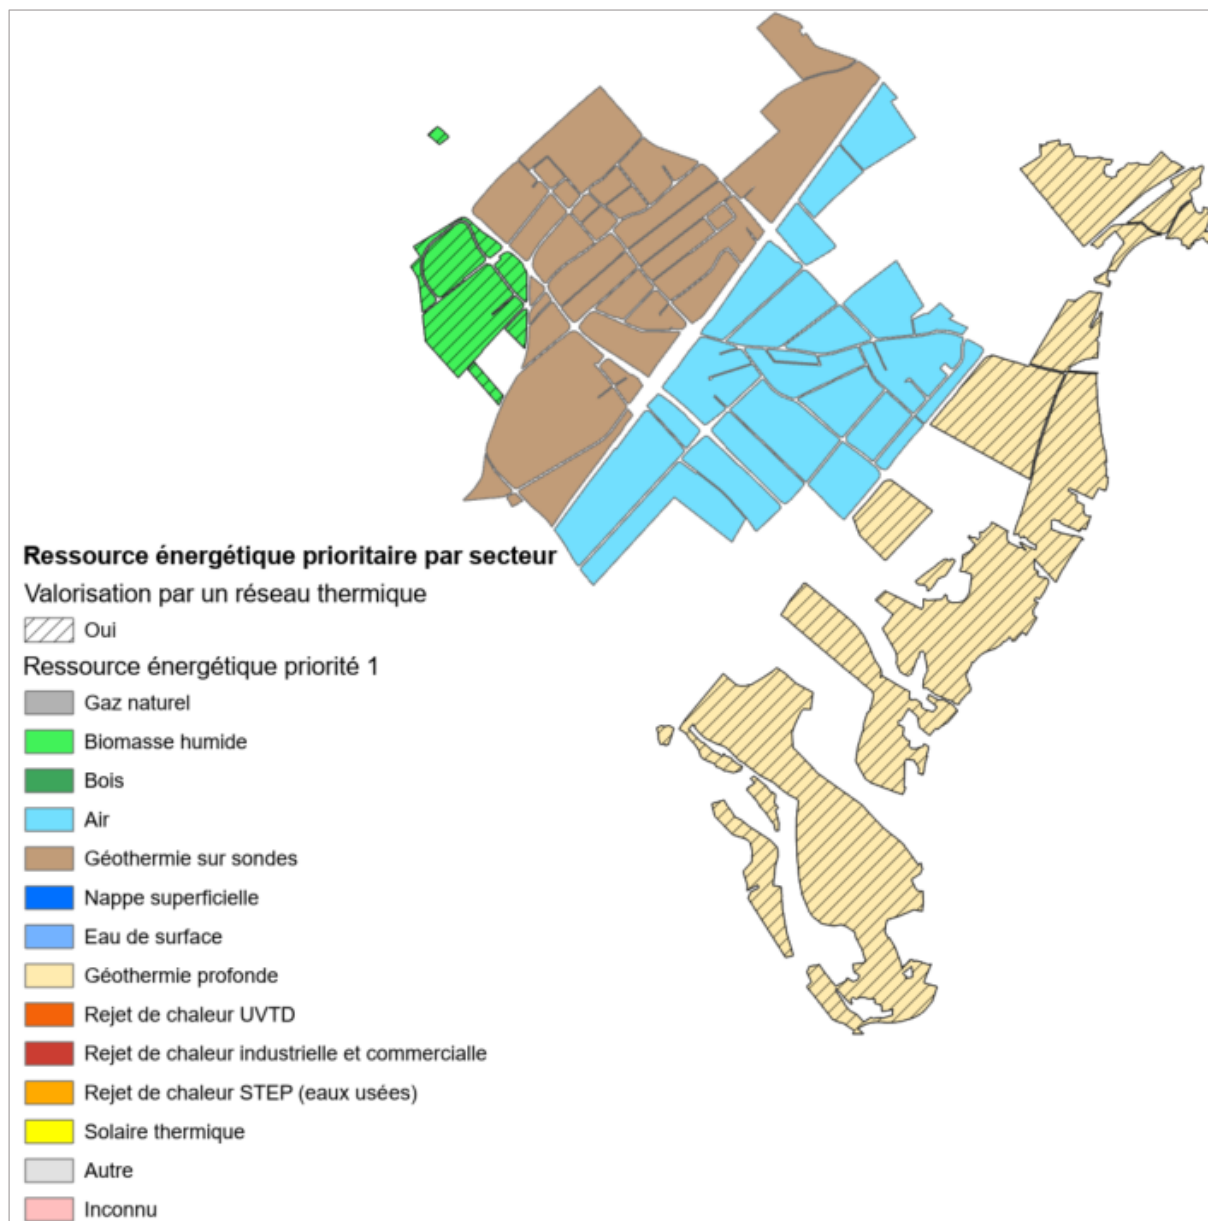 Ressource énergétique prioritaire par secteur
Valorisation par un réseau thermique
Oui
Ressource énergétique priorité 1
Gaz naturel
Biomasse humide
Bois
Air
Géothermie sur sondes
Nappe superficielle
Eau de surface
Géothermie profonde
Rejet de chaleur UVTD
Rejet de chaleur industrielle et commercialle
Rejet de chaleur STEP (eaux usées)
Solaire thermique
Autre
Inconnu